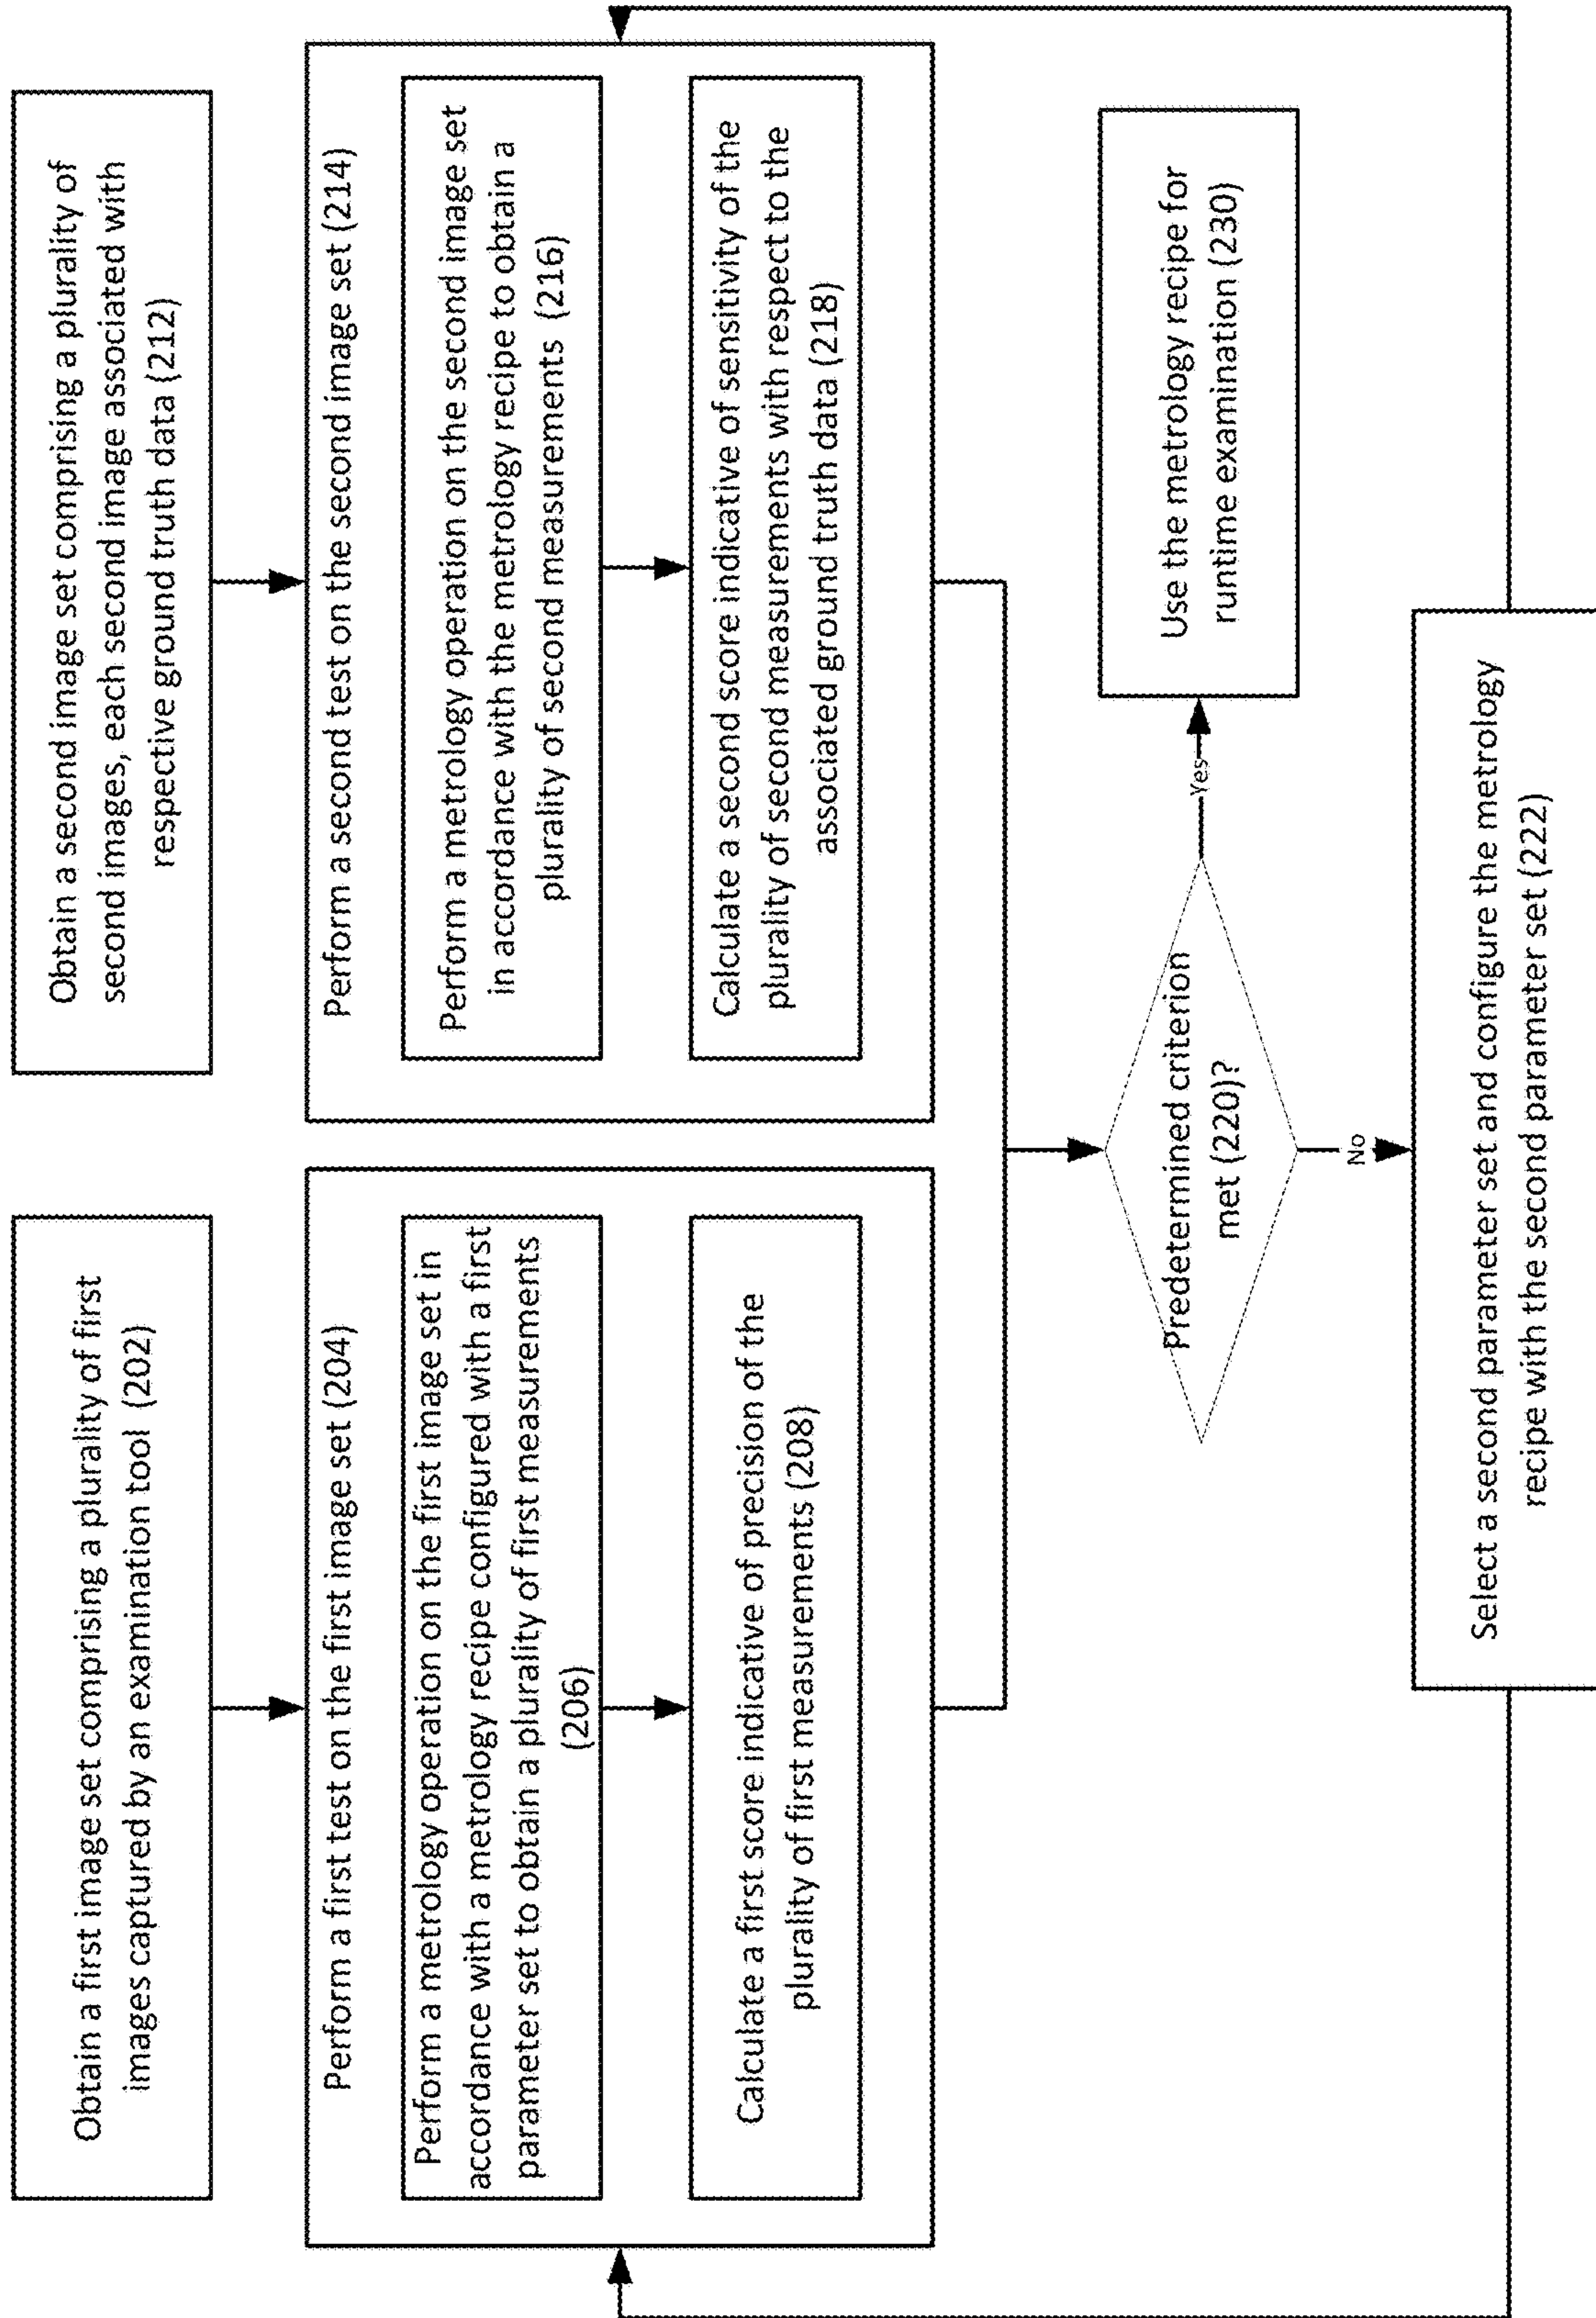 Obtain a first image set comprising a plurality of first
images captured by an examination tool (202)
Perform a first test on the first image set (204)
Perform a metrology operation on the first image set in
accordance with a metrology recipe configured with a first
parameter set to obtain a plurality of first measurements
(206)
Calculate a first score indicative of precision of the
plurality of first measurements (208)
Obtain a second image set comprising a plurality of
second images, each second image associated with
respective ground truth data (212)
Perform a second test on the second image set (214)
Perform a metrology operation on the second image set
in accordance with the metrology recipe to obtain a
plurality of second measurements (216)
Calculate a second score indicative of sensitivity of the
plurality of second measurements with respect to the
associated ground truth data (218)
Predetermined criterion
met (220)?
Yes
Use the metrology recipe for
runtime examination (230)
No
Select a second parameter set and configure the metrology
recipe with the second parameter set (222)